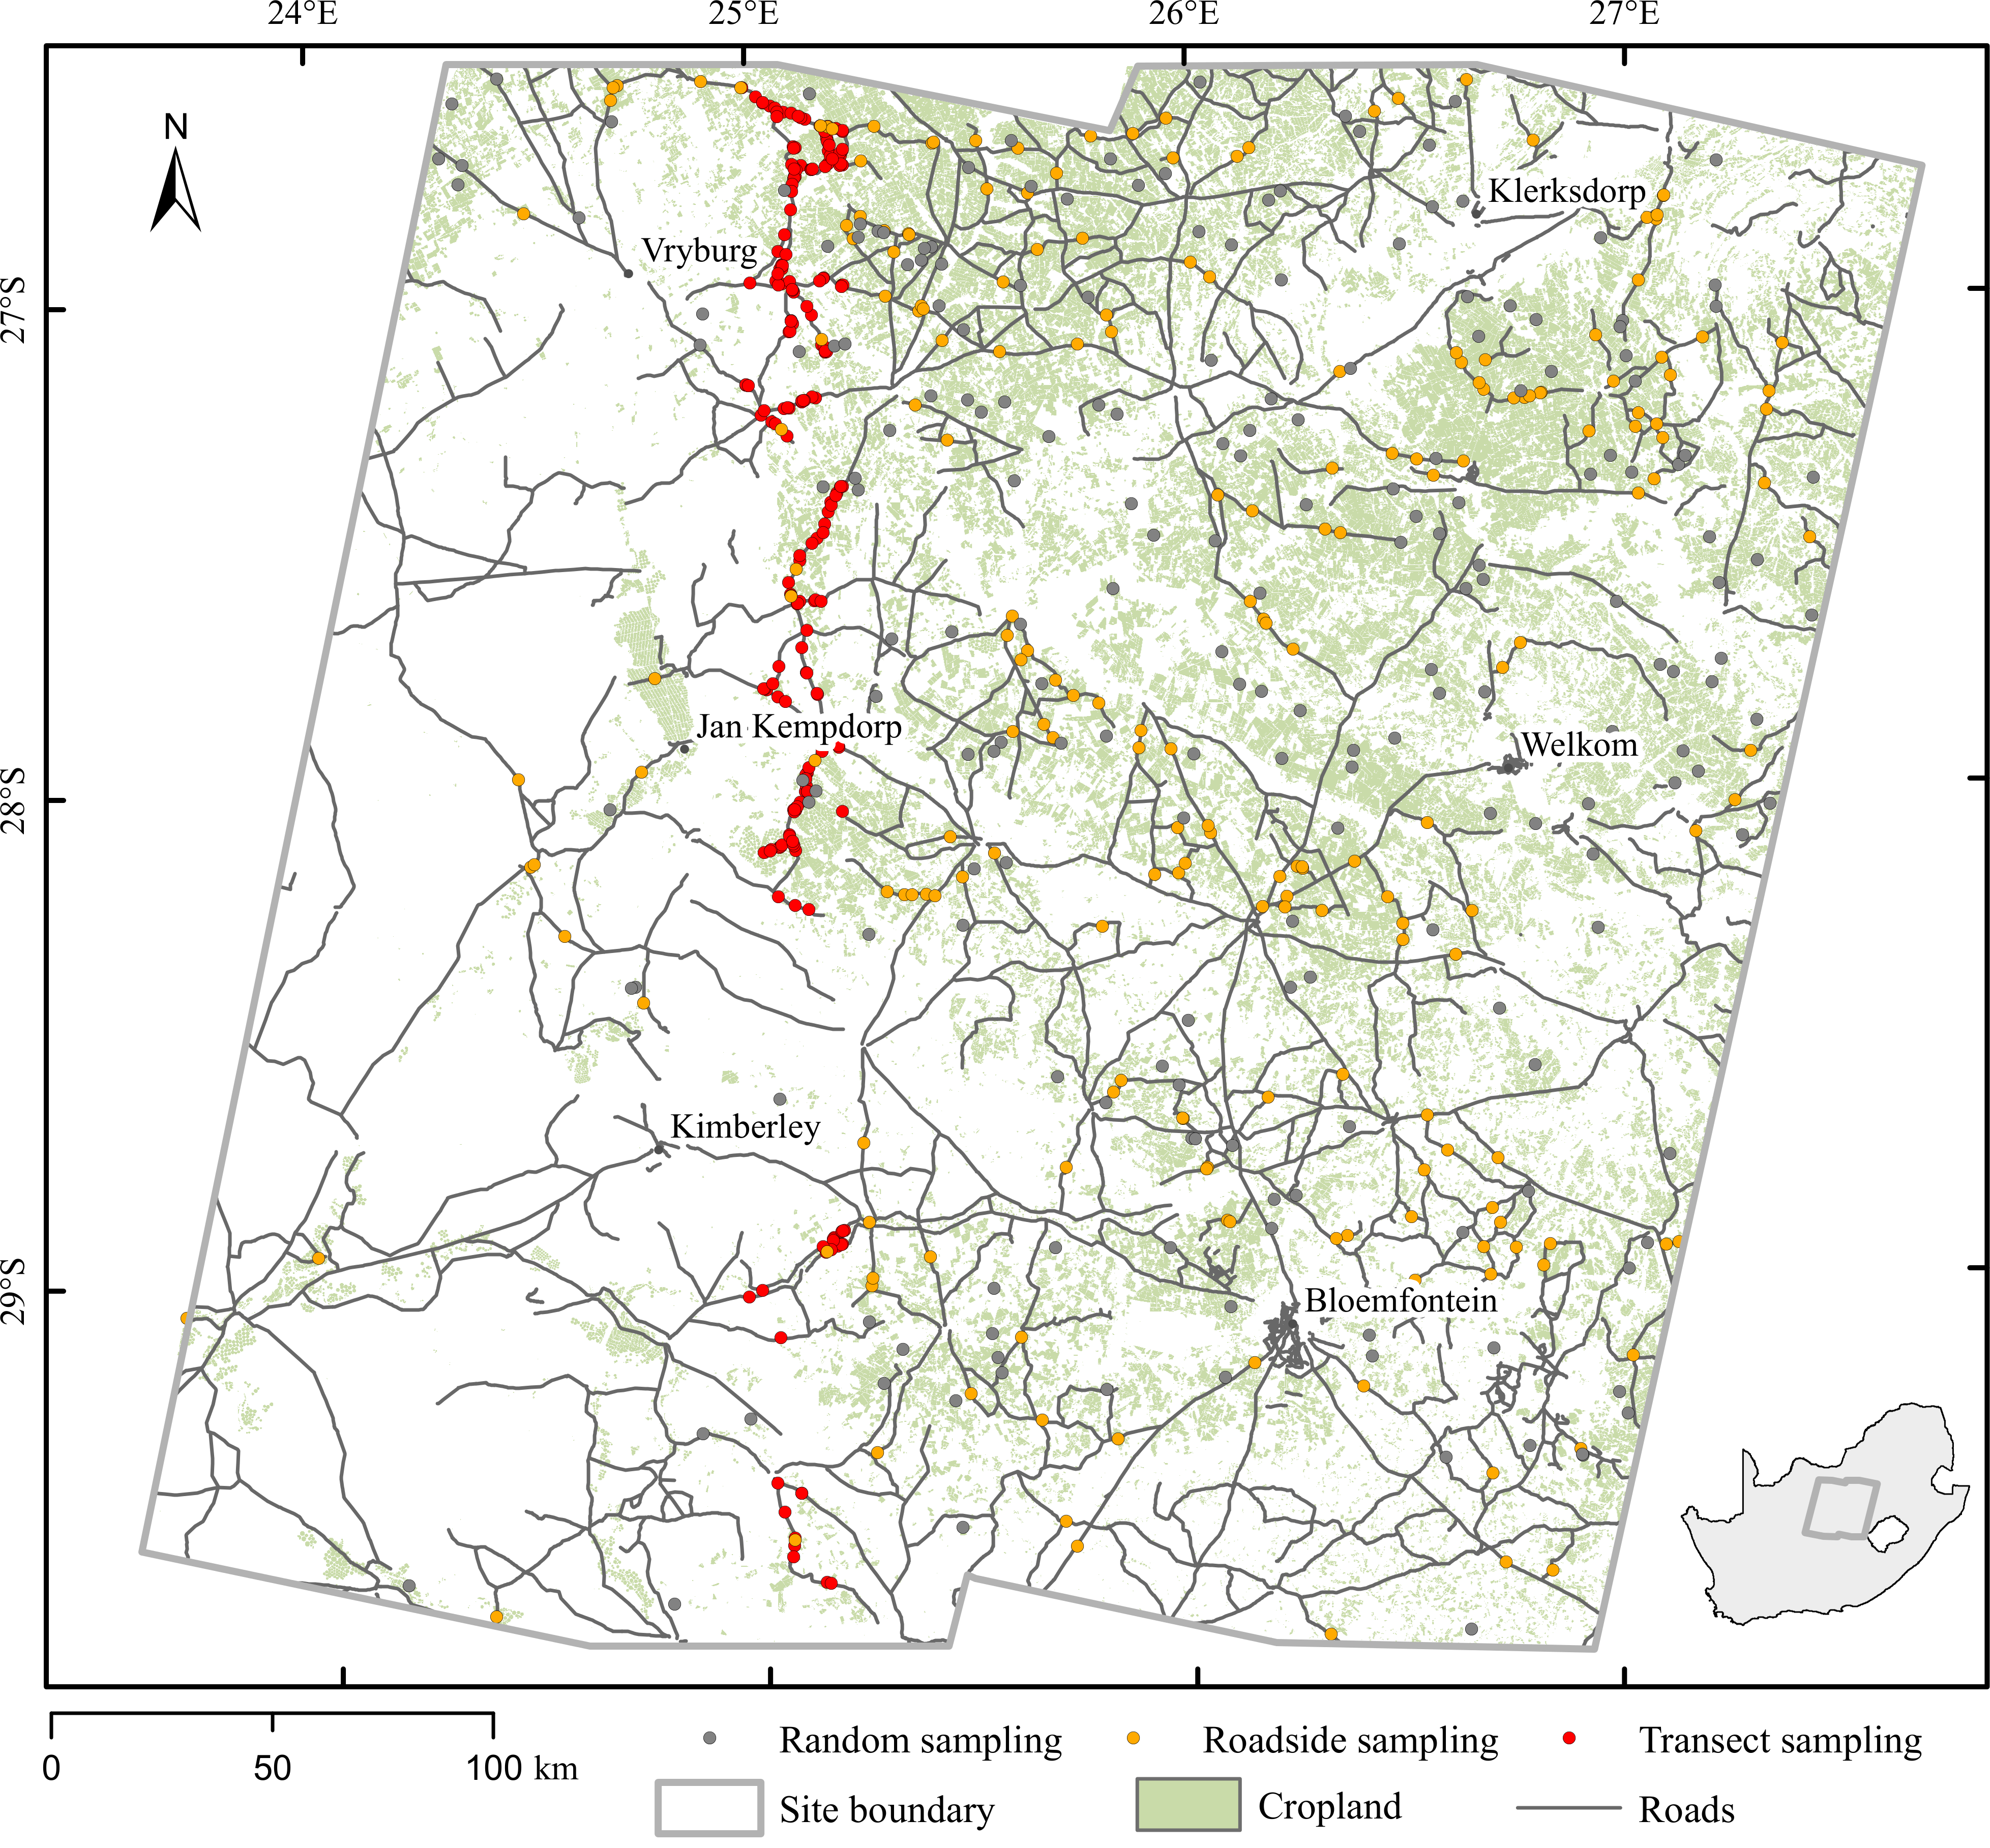 24°E 25°E 26°E 27°E
N
Klerksdorp
Vryburg
27°S
Jan Kempdorp
Welkom
28°S
Kimberley
29°S
Bloemfontein
0 50 100 km
Random sampling Roadside sampling Transect sampling
Site boundary Cropland Roads